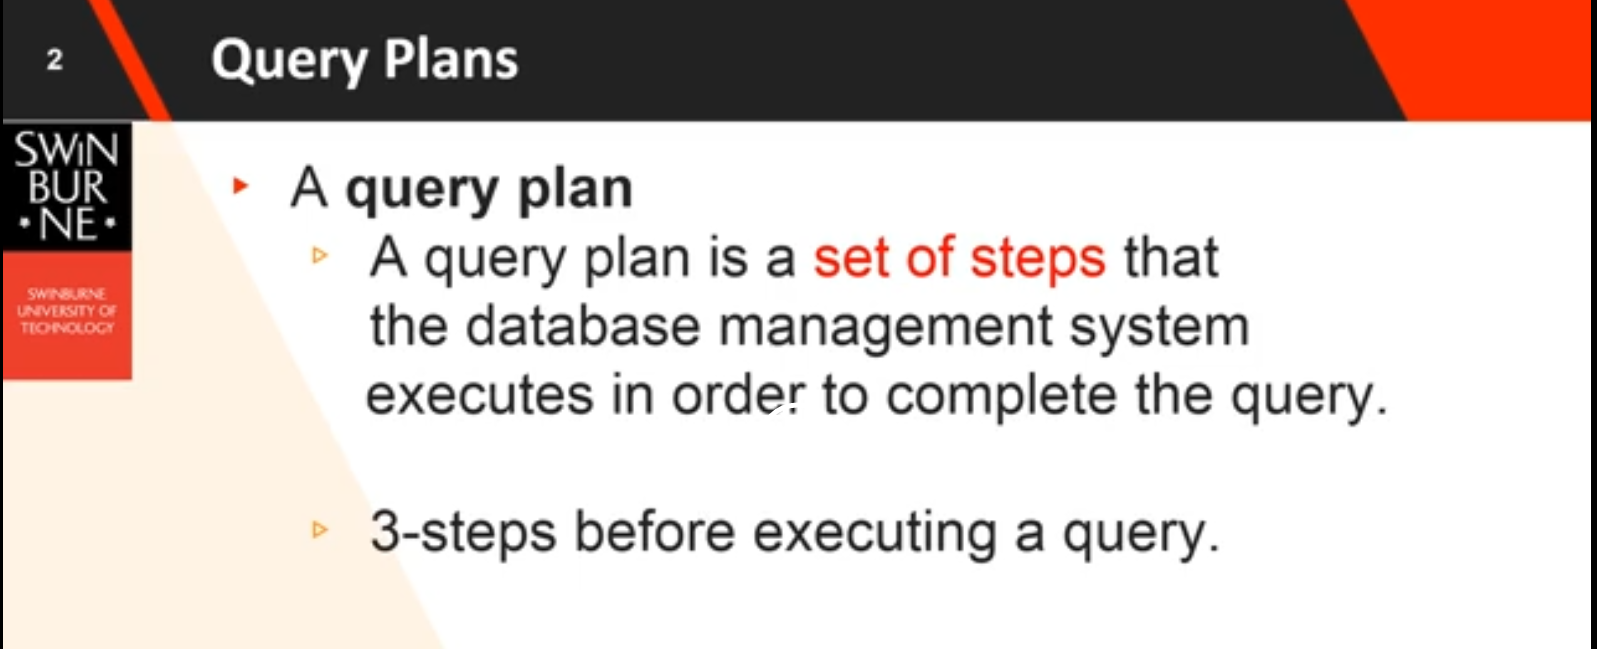 2
Query Plans
SWiN
BUR
• NE •
SWINBURNE
UNIVERSITY OF
TECHNOLOGY
A query plan
A query plan is a set of steps that
the database management system
executes in order to complete the query.
3-steps before executing a query.